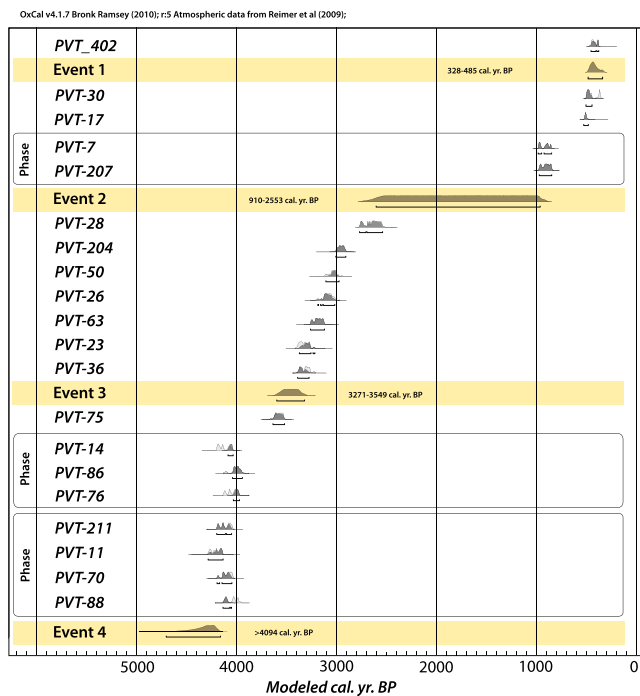 OxCal v4.1.7 Bronk Ramsey (2010); r:5 Atmospheric data from Reimer et al (2009);
PVT_402
Event 1 328-485 cal. yr. BP
PVT-30
PVT-17
Phase
PVT-7
PVT-207
Event 2 910-2553 cal. yr. BP
PVT-28
PVT-204
PVT-50
PVT-26
PVT-63
PVT-23
PVT-36
Event 3 3271-3549 cal. yr. BP
PVT-75
Phase
PVT-14
PVT-86
PVT-76
Phase
PVT-211
PVT-11
PVT-70
PVT-88
Event 4 >4094 cal. yr. BP
5000 4000 3000 2000 1000 0
Modeled cal. yr. BP